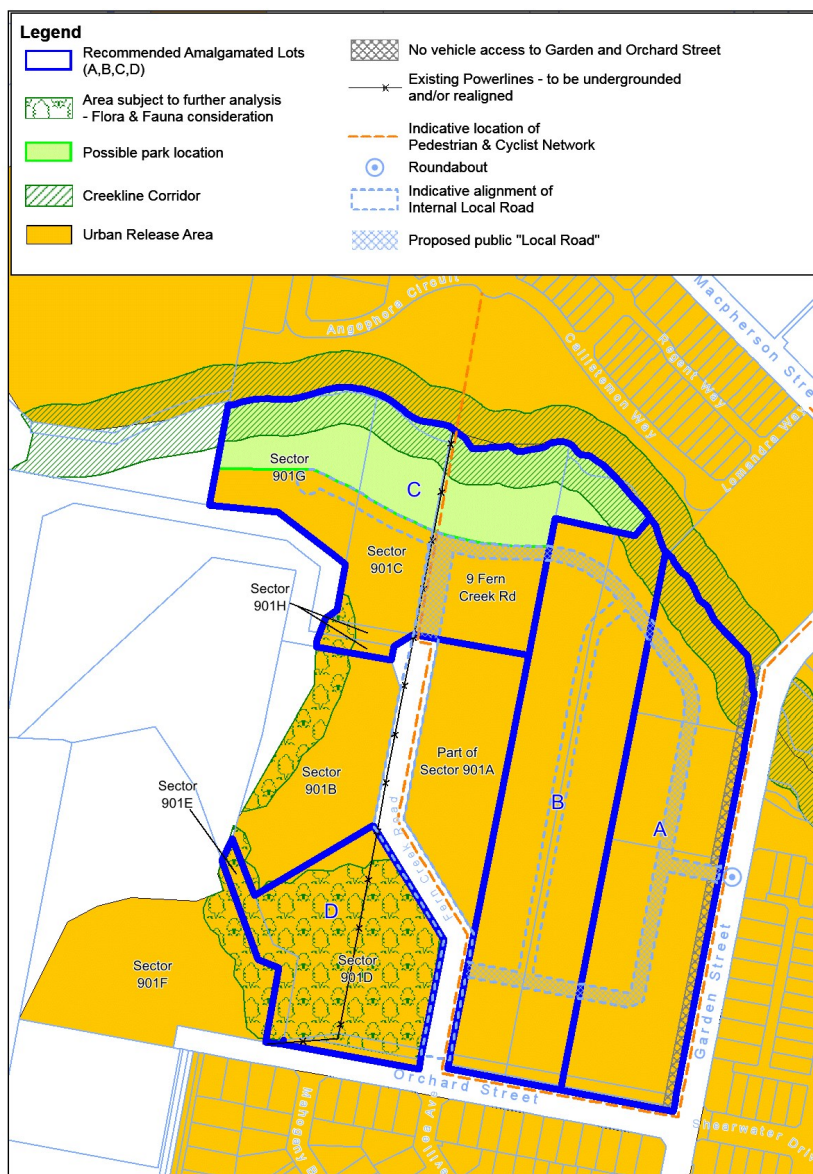 Legend
Recommended Amalgamated Lots
(A,B,C,D)
Area subject to further analysis
- Flora & Fauna consideration
Possible park location
Creekline Corridor
Urban Release Area
No vehicle access to Garden and Orchard Street
Existing Powerlines - to be undergrounded
and/or realigned
Indicative location of
Pedestrian & Cyclist Network
Roundabout
Indicative alignment of
Internal Local Road
Proposed public "Local Road"
Angophora Circuit
Macpherson Street
Callistemon Way
Regent Way
Lomandra Way
Sector
901G
C
Sector
901C
9 Fern
Creek Rd
Sector
901H
Part of
Sector 901A
Sector
901B
Sector
901E
B
A
Fern Creek Road
D
Sector
901D
Sector
901F
Garden Street
Orchard Street
Shearwater Driv